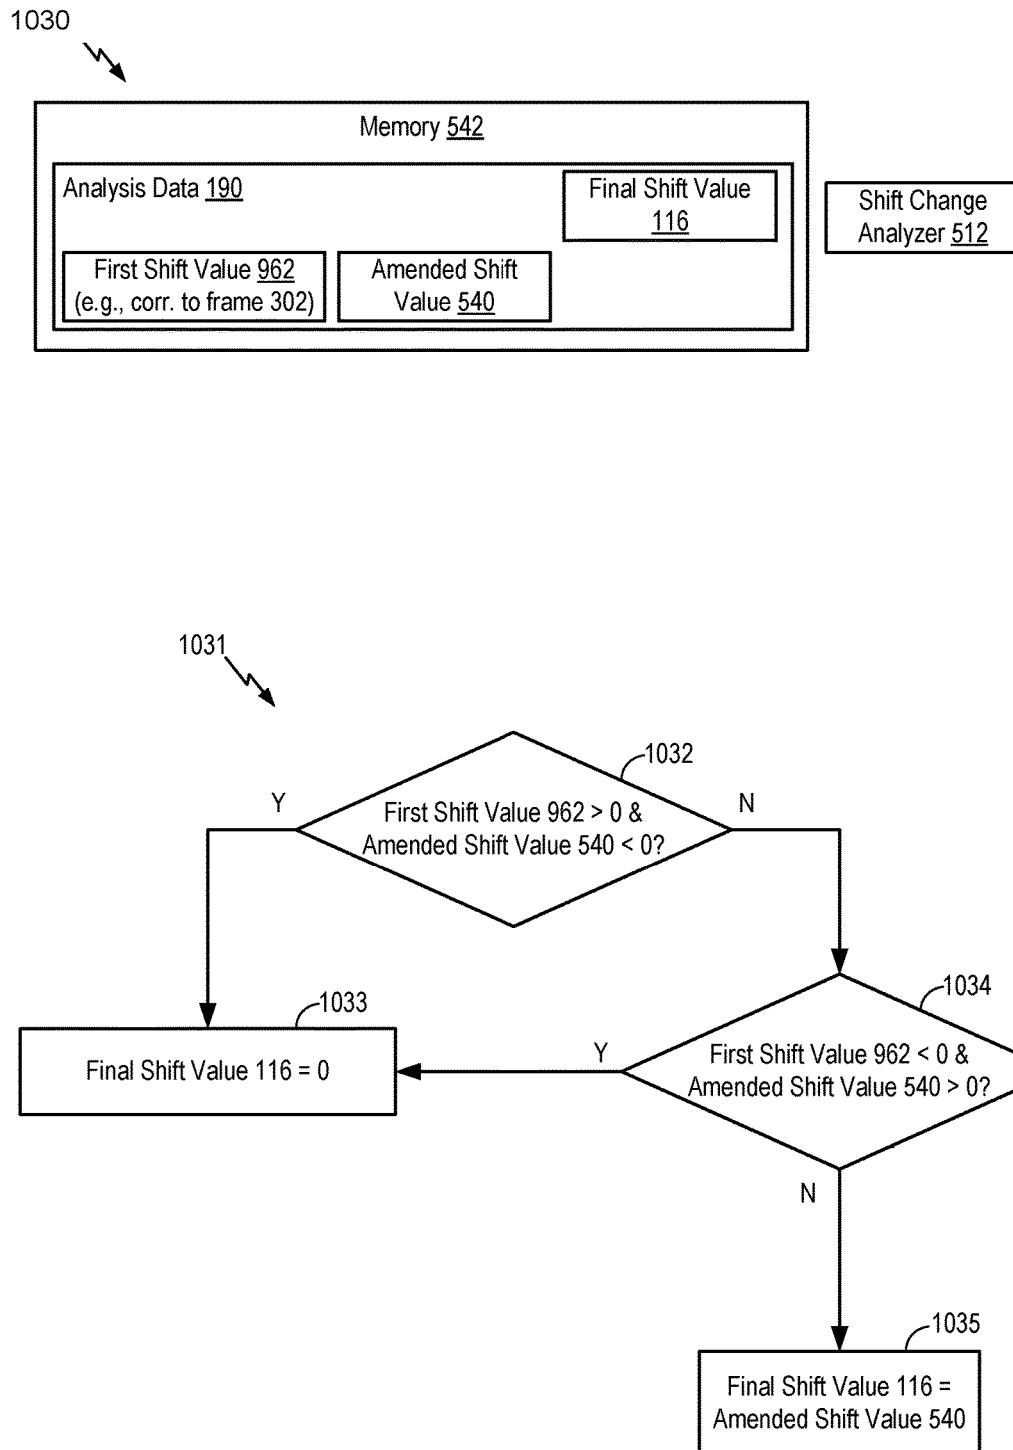 1030
Memory 542
Analysis Data 190
Final Shift Value
116
First Shift Value 962
(e.g., corr. to frame 302)
Amended Shift
Value 540
Shift Change
Analyzer 512
1031
1032
Y
N
First Shift Value 962 > 0 &
Amended Shift Value 540 < 0?
1033
Final Shift Value 116 = 0
1034
Y
First Shift Value 962 < 0 &
Amended Shift Value 540 > 0?
N
1035
Final Shift Value 116 =
Amended Shift Value 540